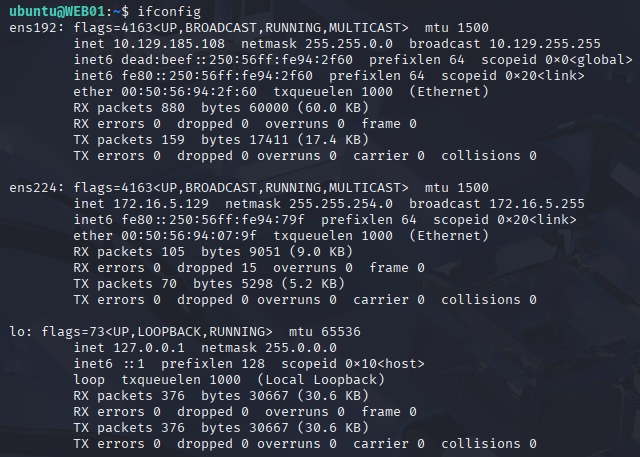 ubuntu@WEB01:~$ ifconfig
ens192: flags=4163<UP,BROADCAST,RUNNING,MULTICAST>  mtu 1500
        inet 10.129.185.108  netmask 255.255.0.0  broadcast 10.129.255.255
        inet6 dead:beef::250:56ff:fe94:2f60  prefixlen 64  scopeid 0×0<global>
        inet6 fe80::250:56ff:fe94:2f60  prefixlen 64  scopeid 0×20<link>
        ether 00:50:56:94:2f:60  txqueuelen 1000  (Ethernet)
        RX packets 880  bytes 60000 (60.0 KB)
        RX errors 0  dropped 0  overruns 0  frame 0
        TX packets 159  bytes 17411 (17.4 KB)
        TX errors 0  dropped 0 overruns 0  carrier 0  collisions 0

ens224: flags=4163<UP,BROADCAST,RUNNING,MULTICAST>  mtu 1500
        inet 172.16.5.129  netmask 255.255.254.0  broadcast 172.16.5.255
        inet6 fe80::250:56ff:fe94:79f  prefixlen 64  scopeid 0×20<link>
        ether 00:50:56:94:07:9f  txqueuelen 1000  (Ethernet)
        RX packets 105  bytes 9051 (9.0 KB)
        RX errors 0  dropped 15  overruns 0  frame 0
        TX packets 70  bytes 5298 (5.2 KB)
        TX errors 0  dropped 0 overruns 0  carrier 0  collisions 0

lo: flags=73<UP,LOOPBACK,RUNNING>  mtu 65536
        inet 127.0.0.1  netmask 255.0.0.0
        inet6 ::1  prefixlen 128  scopeid 0×10<host>
        loop  txqueuelen 1000  (Local Loopback)
        RX packets 376  bytes 30667 (30.6 KB)
        RX errors 0  dropped 0  overruns 0  frame 0
        TX packets 376  bytes 30667 (30.6 KB)
        TX errors 0  dropped 0 overruns 0  carrier 0  collisions 0